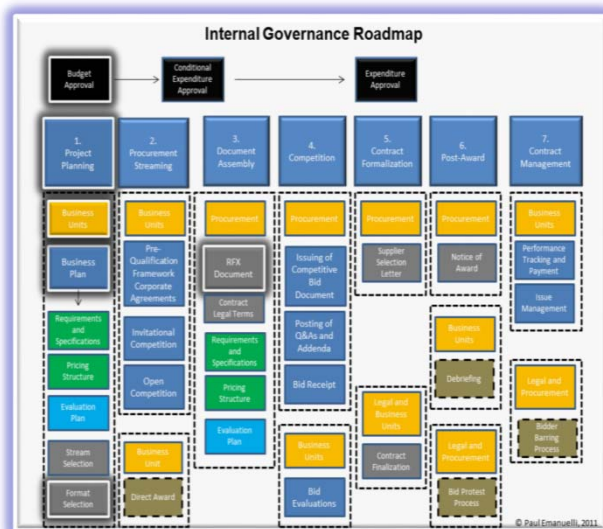 Internal Governance Roadmap
Budget
Approval
Conditional
Expenditure
Approval
Expenditure
Approval
1.
Project
Planning
2.
Procurement
Streaming
3.
Document
Assembly
4.
Competition
5.
Contract
Formalization
6.
Post-Award
7.
Contract
Management
Business
Units
Business
Plan
Requirements
and
Specifications
Pricing
Structure
Evaluation
Plan
Stream
Selection
Format
Selection
Business
Units
Pre-
Qualification
Framework
Corporate
Agreements
Invitational
Competition
Open
Competition
Business
Unit
Direct Award
Procurement
RFX
Document
Contract
Legal Terms
Requirements
and
Specifications
Pricing
Structure
Evaluation
Plan
Procurement
Issuing of
Competitive
Bid
Document
Posting of
Q&As and
Addenda
Bid Receipt
Business
Units
Bid
Evaluations
Procurement
Supplier
Selection
Letter
Legal and
Business
Units
Contract
Finalization
Procurement
Notice of
Award
Business
Units
Debriefing
Legal and
Procurement
Bid Protest
Process
Business
Units
Performance
Tracking and
Payment
Issue
Management
Legal and
Procurement
Bidder
Barring
Process
© Paul Emanuelli, 2011